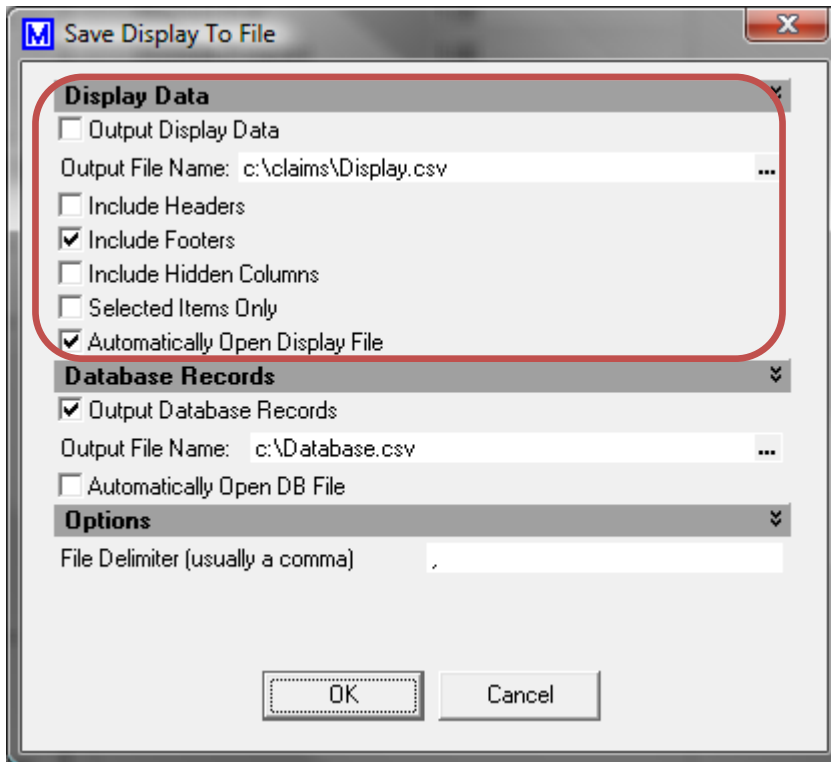 M Save Display To File
Display Data
Output Display Data
Output File Name: c:\claims\Display.csv ...
Include Headers
Include Footers
Include Hidden Columns
Selected Items Only
Automatically Open Display File
Database Records
Output Database Records
Output File Name: c:\Database.csv ...
Automatically Open DB File
Options
File Delimiter (usually a comma) ,
OK Cancel